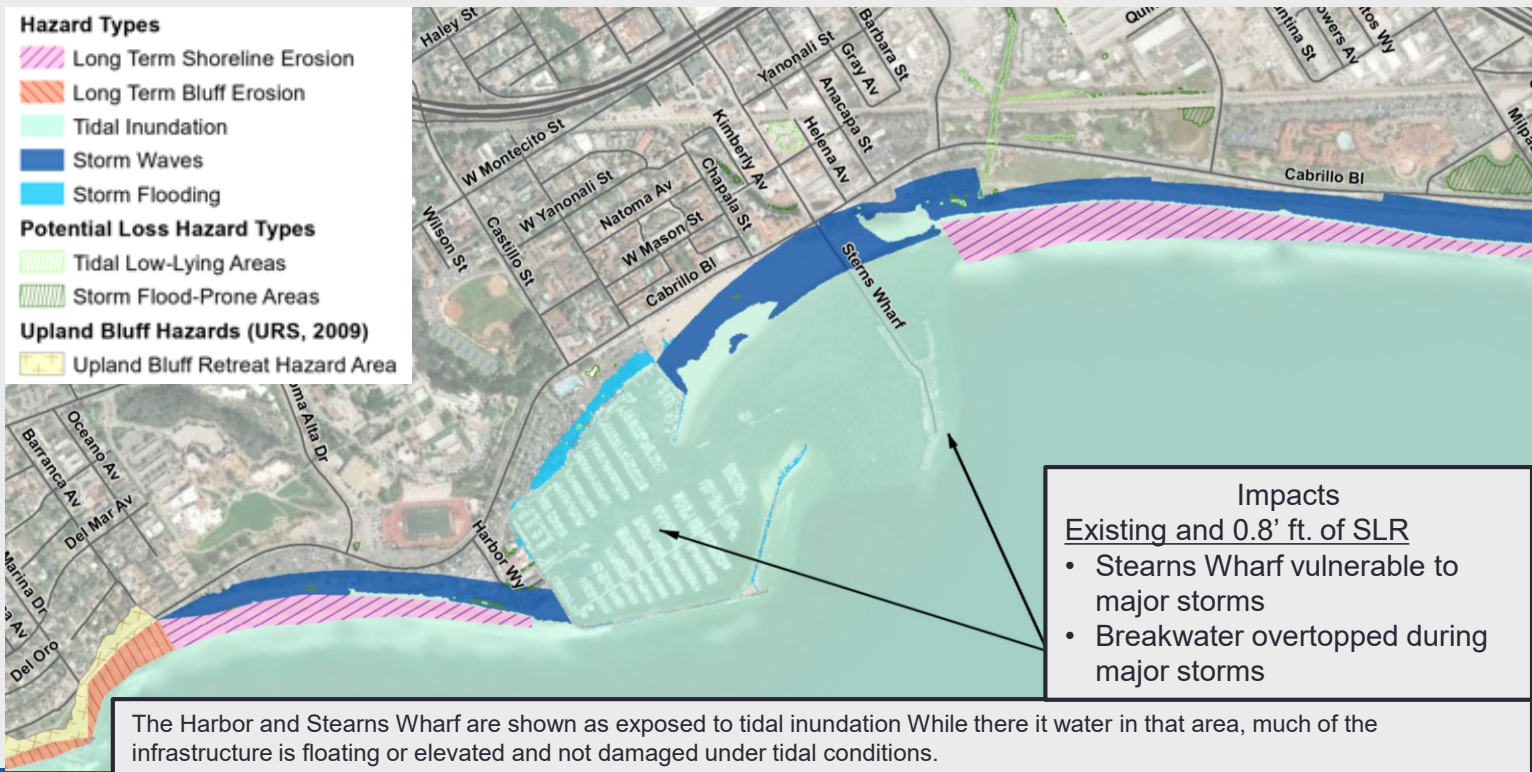 Hazard Types
Long Term Shoreline Erosion
Long Term Bluff Erosion
Tidal Inundation
Storm Waves
Storm Flooding
Potential Loss Hazard Types
Tidal Low-Lying Areas
Storm Flood-Prone Areas
Upland Bluff Hazards (URS, 2009)
Upland Bluff Retreat Hazard Area
Haley St
W Montecito St
W Yanonali St
Natoma Av
W Mason St
Cabrillo Bl
Wilson St
Castillo St
Chapala St
Kimberly Av
Yanonali St
Gray Av
Barbara St
Anacapa St
Helena Av
Cabrillo Bl
Sterns Wharf
Harbor Wy
Oceano Av
Barranca Av
Del Mar Av
Marina Dr
Del Oro
oma Alta Dr
Impacts
Existing and 0.8’ ft. of SLR
• Stearns Wharf vulnerable to
major storms
• Breakwater overtopped during
major storms
The Harbor and Stearns Wharf are shown as exposed to tidal inundation While there it water in that area, much of the
infrastructure is floating or elevated and not damaged under tidal conditions.